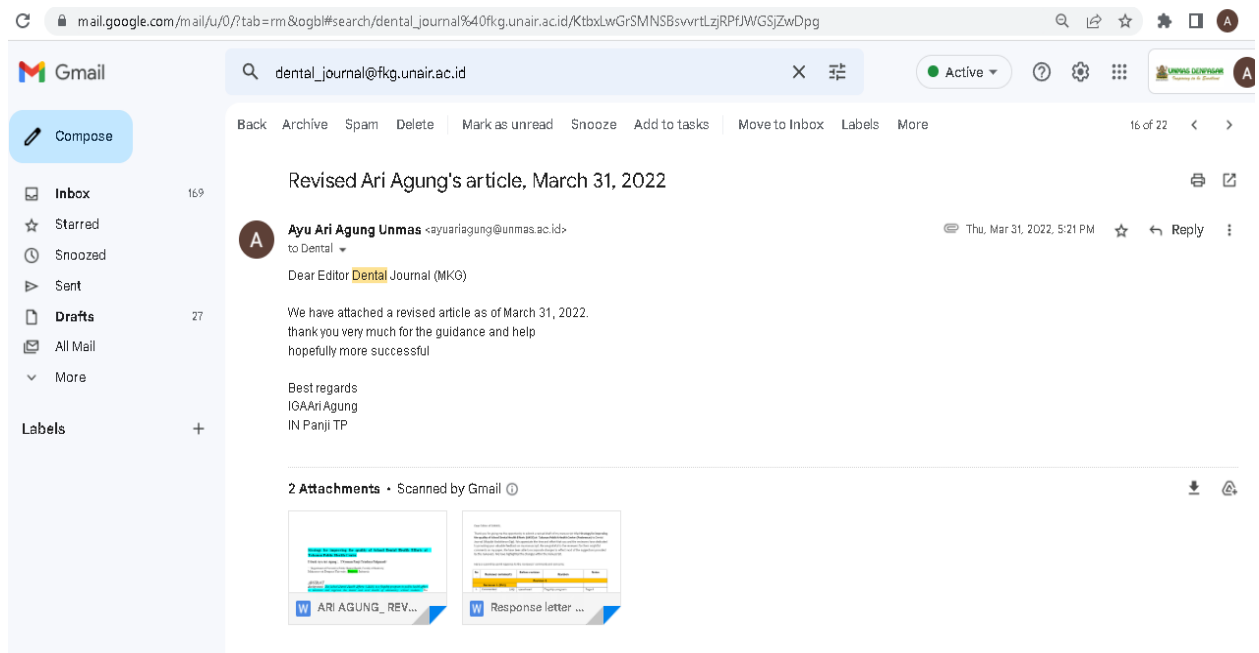 mail.google.com/mail/u/0/?tab=rm&ogbl#search/dental_journal%40fkg.unair.ac.id/KtbxLwGrSMNSBsvvrtLzjRPfJWGSjZwDpg
A
Gmail
dental_journal@fkg.unair.ac.id
Active
UNMAS DENPASAR
A
Compose
Back Archive Spam Delete Mark as unread Snooze Add to tasks Move to Inbox Labels More
16 of 22
Inbox 169
Starred
Snoozed
Sent
Drafts 27
All Mail
More
Labels
Revised Ari Agung's article, March 31, 2022
A
Ayu Ari Agung Unmas <ayuariagung@unmas.ac.id>
Thu, Mar 31, 2022, 5:21 PM
Reply
to Dental
Dear Editor Dental Journal (MKG)
We have attached a revised article as of March 31, 2022.
thank you very much for the guidance and help
hopefully more successful
Best regards
IGAAri Agung
IN Panji TP
2 Attachments • Scanned by Gmail
W ARI AGUNG_ REV...
W Response letter ...